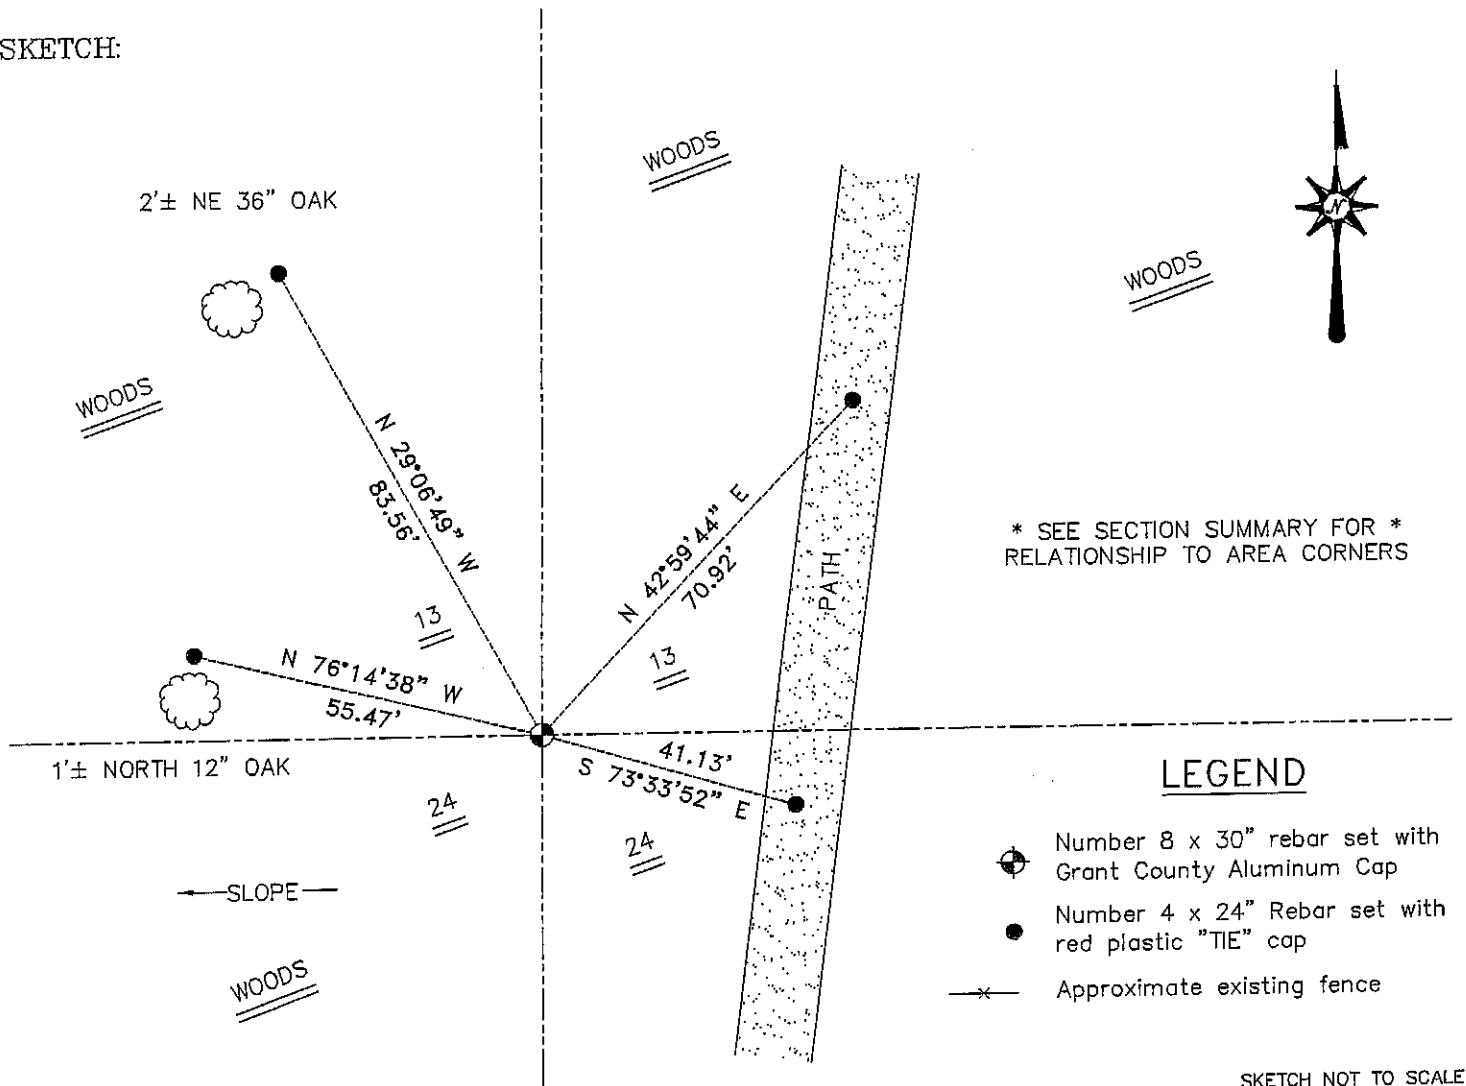 SKETCH:
WOODS
2'± NE 36" OAK
N
WOODS
WOODS
N 29°06'49" W
83.56'
N 42°59'44" E
70.92'
PATH
* SEE SECTION SUMMARY FOR *
RELATIONSHIP TO AREA CORNERS
13
13
N 76°14'38" W
55.47'
1'± NORTH 12" OAK
41.13'
S 73°33'52" E
24
24
SLOPE
WOODS
LEGEND
Number 8 x 30" rebar set with
Grant County Aluminum Cap
Number 4 x 24" Rebar set with
red plastic "TIE" cap
Approximate existing fence
SKETCH NOT TO SCALE